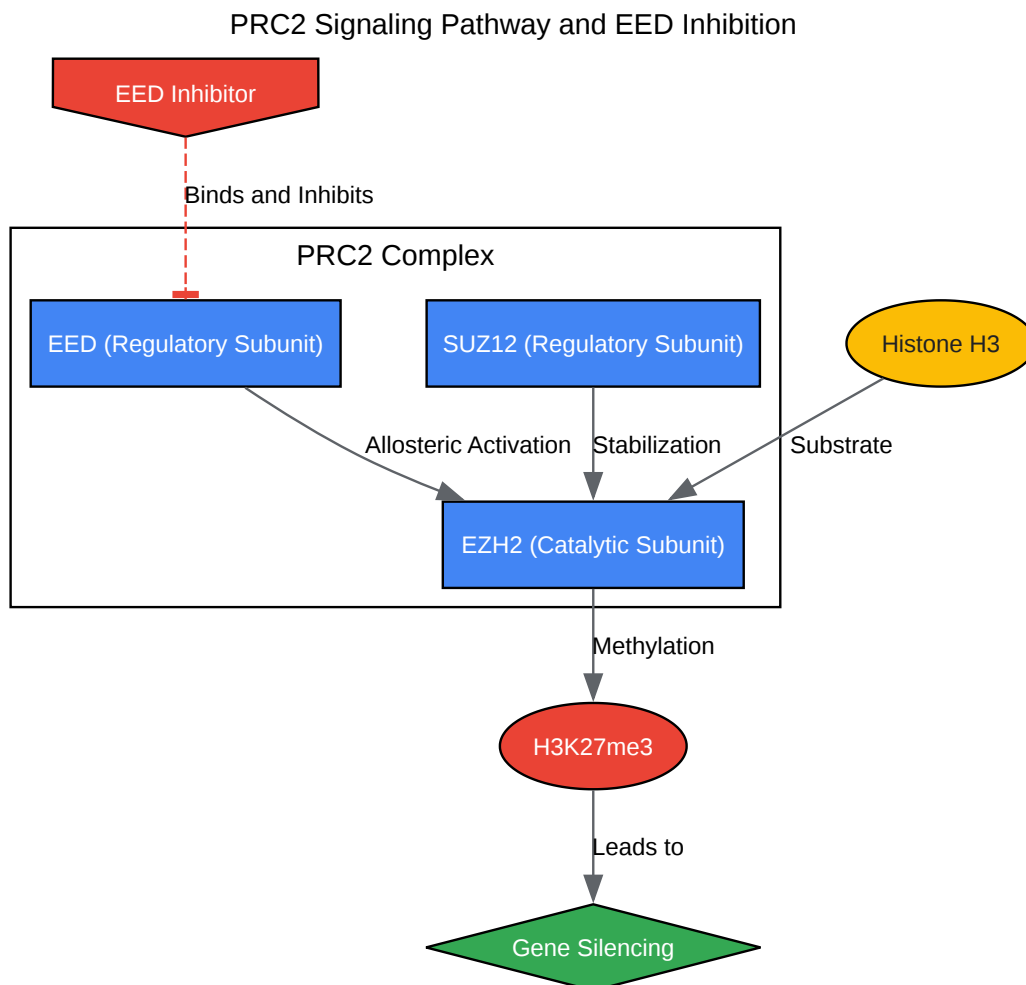 PRC2 Signaling Pathway and EED Inhibition
EED Inhibitor
Binds and Inhibits
PRC2 Complex
EED (Regulatory Subunit)
SUZ12 (Regulatory Subunit)
Histone H3
Allosteric Activation
Stabilization
Substrate
EZH2 (Catalytic Subunit)
Methylation
H3K27me3
Leads to
Gene Silencing